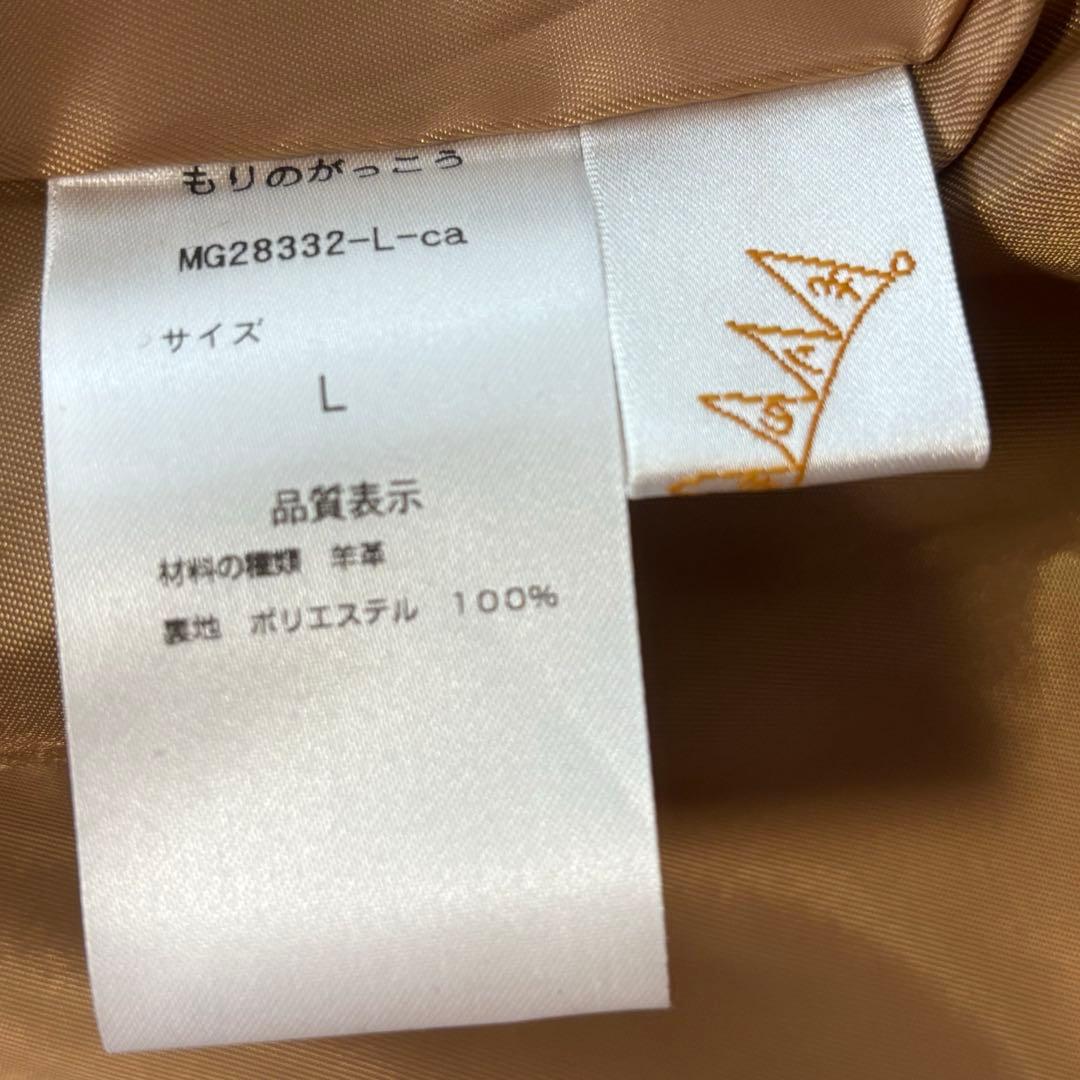 もりのがっこう
MG28332-L-ca
サイズ
L
品質表示
材料の種類 羊革
裏地 ポリエステル 100%